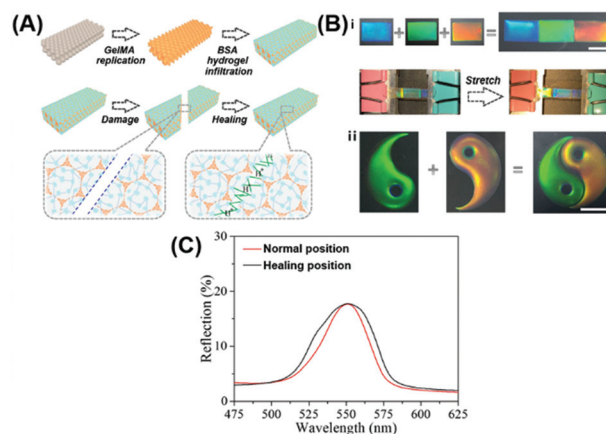 (A)
GelMA
replication
BSA
hydrogel
infiltration
Damage
Healing
H⁺
H⁺
H⁺
(B)
i
+
+
=
Stretch
ii
+
=
(C)
Normal position
Healing position
Reflection (%)
30
20
10
0
475
500
525
550
575
600
625
Wavelength (nm)